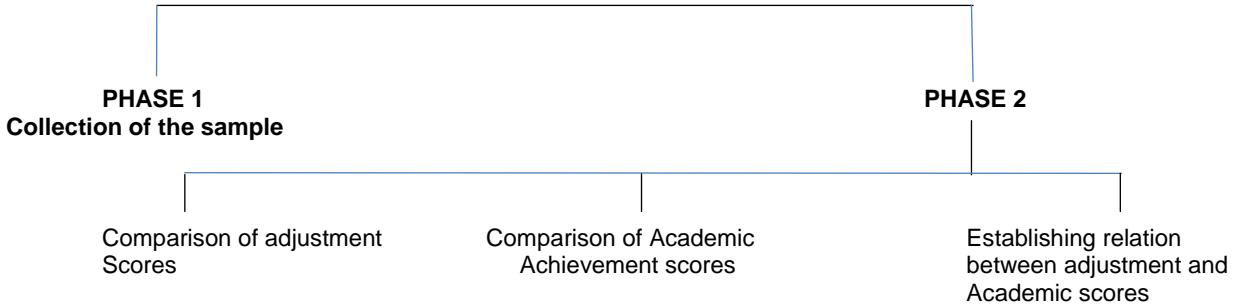 PHASE 1
Collection of the sample
PHASE 2
Comparison of adjustment
Scores
Comparison of Academic
Achievement scores
Establishing relation
between adjustment and
Academic scores